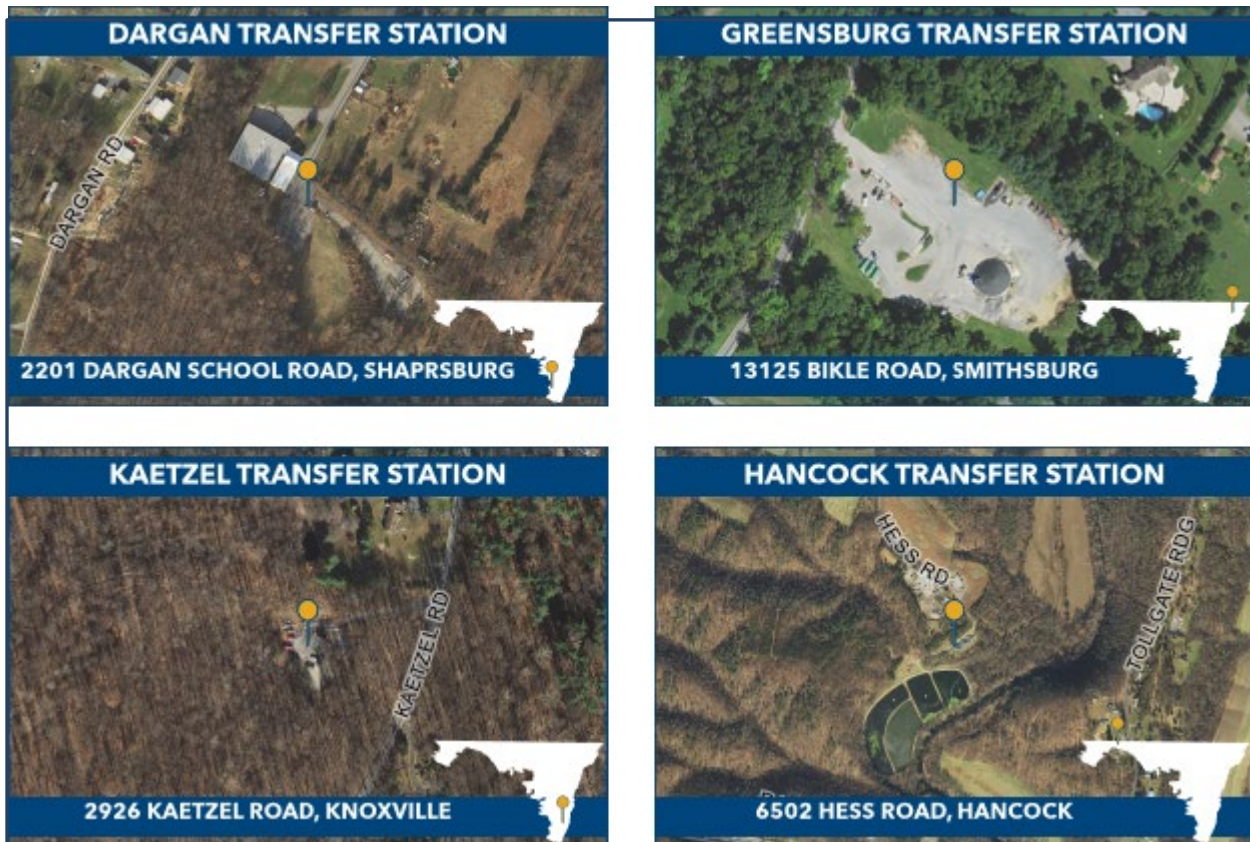 DARGAN TRANSFER STATION
DARGAN RD
2201 DARGAN SCHOOL ROAD, SHAPRSBURG
GREENSBURG TRANSFER STATION
13125 BIKLE ROAD, SMITHSBURG
KAETZEL TRANSFER STATION
KAETZEL RD
2926 KAETZEL ROAD, KNOXVILLE
HANCOCK TRANSFER STATION
HESS RD
TOLLGATE RDG
6502 HESS ROAD, HANCOCK